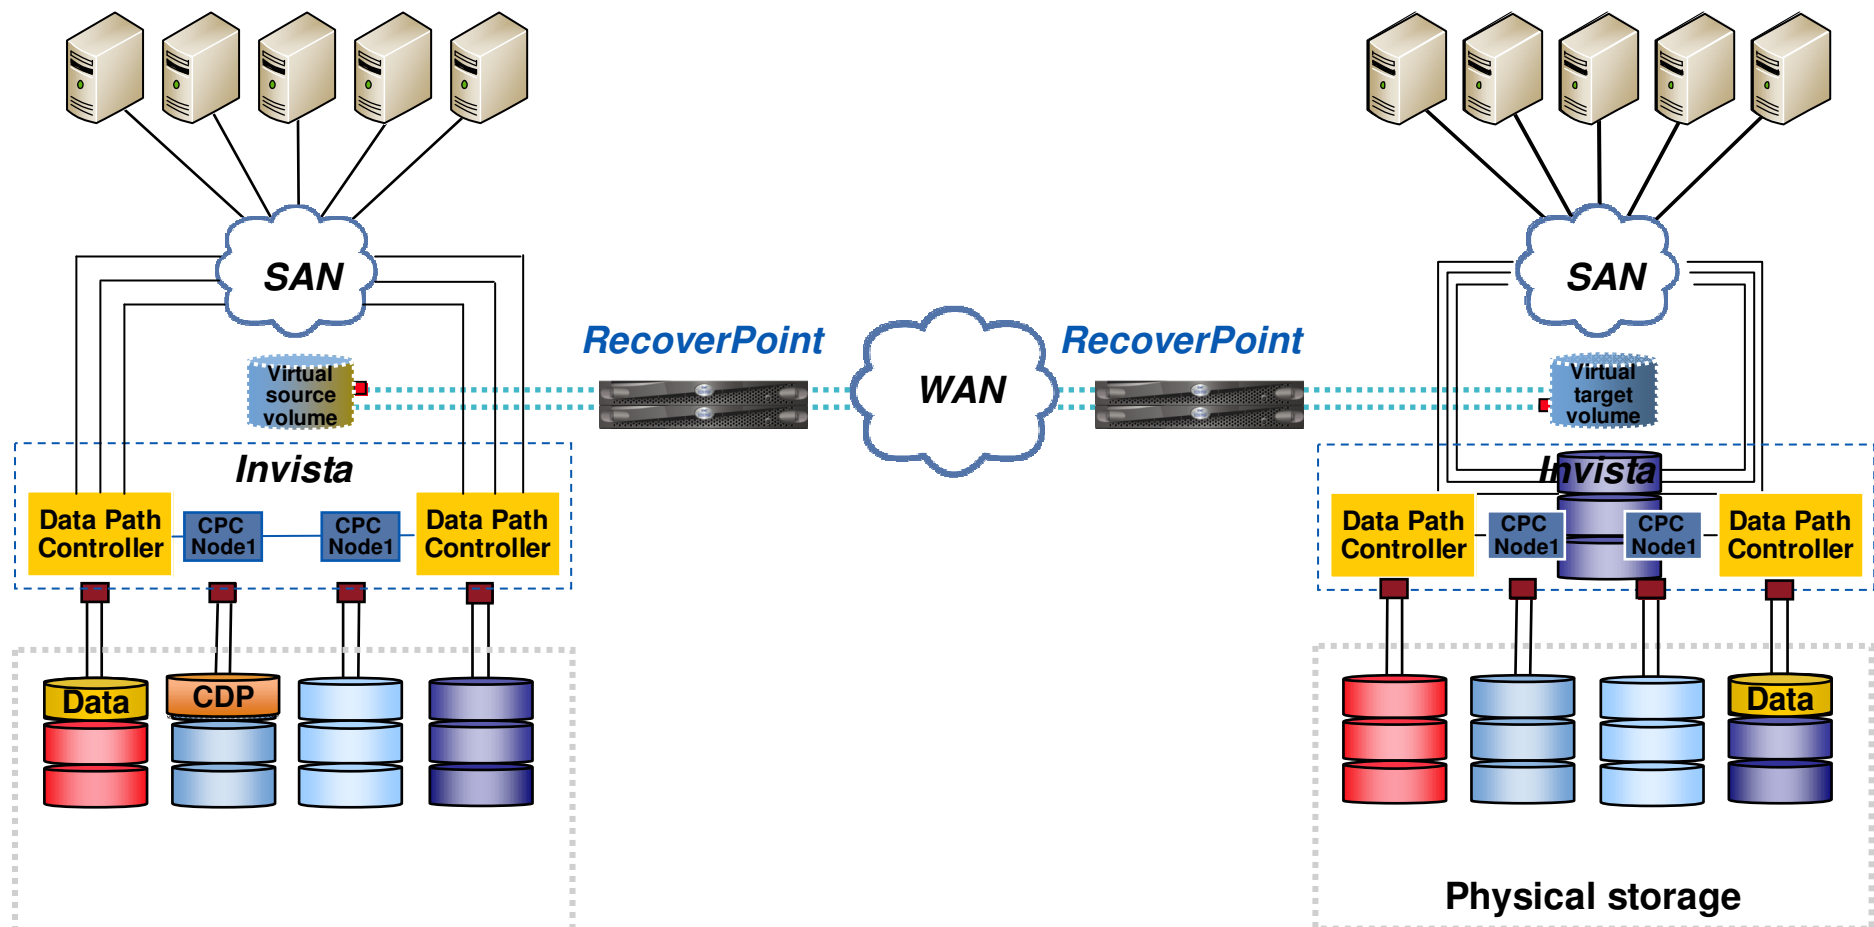 SAN
SAN
RecoverPoint
RecoverPoint
WAN
Virtual
source
volume
Virtual
target
volume
Invista
Invista
Data Path
Controller
CPC
Node1
CPC
Node1
Data Path
Controller
Data Path
Controller
CPC
Node1
CPC
Node1
Data Path
Controller
Data
CDP
Data
Physical storage